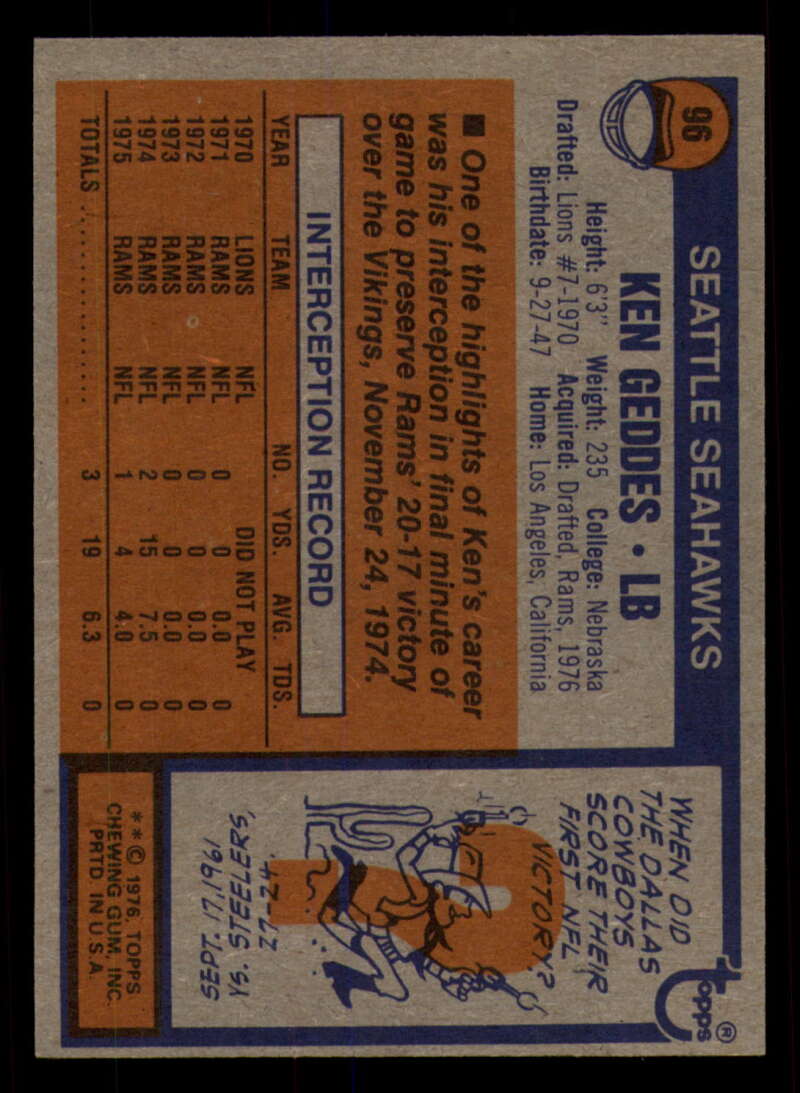 96
SEATTLE SEAHAWKS
KEN GEDDES • LB
Height: 6'3" Weight: 235 College: Nebraska
Drafted: Lions #7-1970 Acquired: Drafted, Rams, 1976
Birthdate: 9-27-47 Home: Los Angeles, California
■ One of the highlights of Ken's career
was his interception in final minute of
game to preserve Rams' 20-17 victory
over the Vikings, November 24, 1974.
INTERCEPTION RECORD
YEAR TEAM NO. YDS. AVG. TDS.
1970 LIONS NFL DID NOT PLAY
1971 RAMS NFL 0 0 0.0 0
1972 RAMS NFL 0 0 0.0 0
1973 RAMS NFL 0 0 0.0 0
1974 RAMS NFL 2 15 7.5 0
1975 RAMS NFL 1 4 4.0 0
TOTALS 3 19 6.3 0
topps®
WHEN DID
THE DALLAS
COWBOYS
SCORE THEIR
FIRST NFL
VICTORY?
SEPT. 17, 1961
VS. STEELERS,
27-24.
**© 1976, TOPPS
CHEWING GUM, INC.
PRTD IN U.S.A.